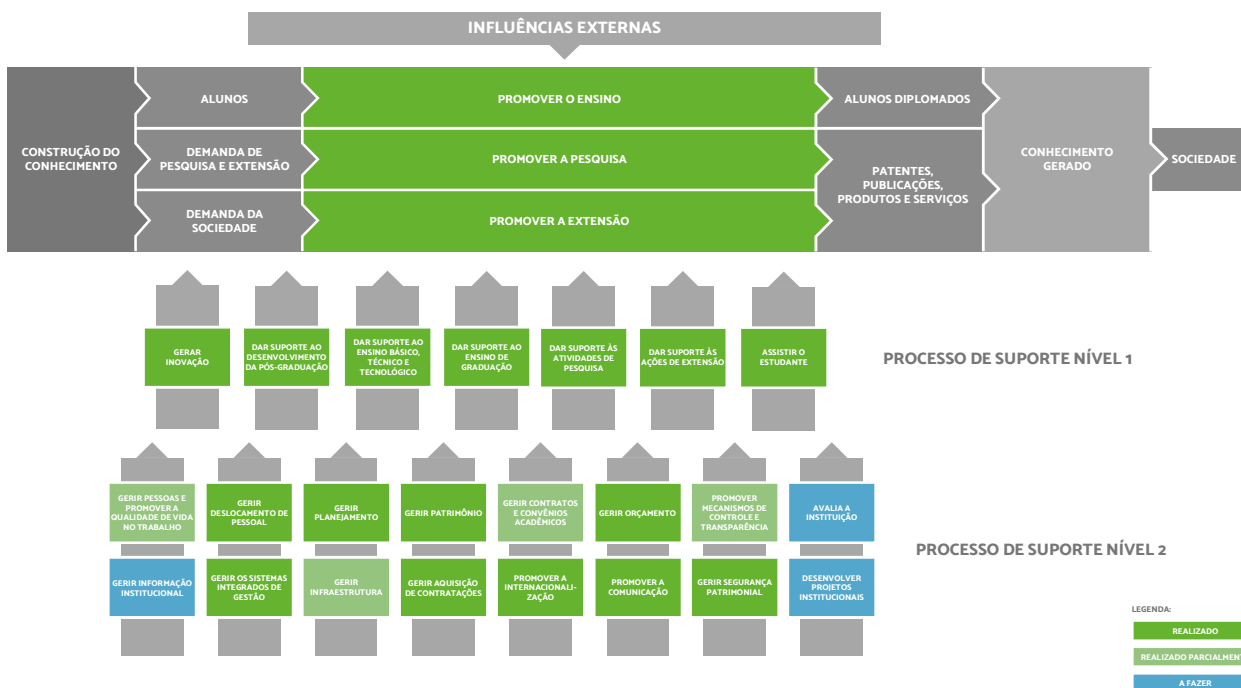 INFLUÊNCIAS EXTERNAS
CONSTRUÇÃO DO
CONHECIMENTO
ALUNOS
DEMANDA DE
PESQUISA E EXTENSÃO
DEMANDA DA
SOCIEDADE
PROMOVER O ENSINO
PROMOVER A PESQUISA
PROMOVER A EXTENSÃO
ALUNOS DIPLOMADOS
PATENTES,
PUBLICAÇÕES,
PRODUTOS E SERVIÇOS
CONHECIMENTO
GERADO
SOCIEDADE
GERAR
INOVAÇÃO
DAR SUPORTE AO
DESENVOLVIMENTO
DA PÓS-GRADUAÇÃO
DAR SUPORTE AO
ENSINO BÁSICO,
TÉCNICO E
TECNOLÓGICO
DAR SUPORTE AO
ENSINO DE
GRADUAÇÃO
DAR SUPORTE ÀS
ATIVIDADES DE
PESQUISA
DAR SUPORTE ÀS
AÇÕES DE EXTENSÃO
ASSISTIR O
ESTUDANTE
PROCESSO DE SUPORTE NÍVEL 1
GERIR PESSOAS E
PROMOVER A
QUALIDADE DE VIDA
NO TRABALHO
GERIR
DESLOCAMENTO DE
PESSOAL
GERIR
PLANEJAMENTO
GERIR PATRIMÔNIO
GERIR CONTRATOS
E CONVÊNIOS
ACADÊMICOS
GERIR ORÇAMENTO
PROMOVER
MECANISMOS DE
CONTROLE E
TRANSPARÊNCIA
AVALIA A
INSTITUIÇÃO
PROCESSO DE SUPORTE NÍVEL 2
GERIR INFORMAÇÃO
INSTITUCIONAL
GERIR OS SISTEMAS
INTEGRADOS DE
GESTÃO
GERIR
INFRAESTRUTURA
GERIR AQUISIÇÃO
DE CONTRATAÇÕES
PROMOVER A
INTERNACIONALI-
ZAÇÃO
PROMOVER A
COMUNICAÇÃO
GERIR SEGURANÇA
PATRIMONIAL
DESENVOLVER
PROJETOS
INSTITUCIONAIS
LEGENDA:
REALIZADO
REALIZADO PARCIALMENT
A FAZER